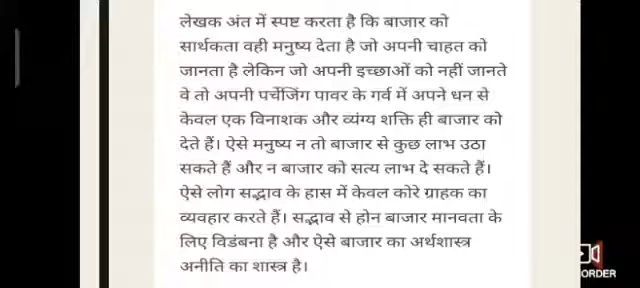 लेखक अंत में स्पष्ट करता है कि बाजार को
सार्थकता वही मनुष्य देता है जो अपनी चाहत को
जानता है लेकिन जो अपनी इच्छाओं को नहीं जानते
वे तो अपनी पर्चेजिंग पावर के गर्व में अपने धन से
केवल एक विनाशक और व्यंग्य शक्ति ही बाजार को
देते हैं। ऐसे मनुष्य न तो बाजार से कुछ लाभ उठा
सकते हैं और न बाजार को सत्य लाभ दे सकते हैं।
ऐसे लोग सद्भाव के हास में केवल कोरे ग्राहक का
व्यवहार करते हैं। सद्भाव से होन बाजार मानवता के
लिए विडंबना है और ऐसे बाजार का अर्थशास्त्र
अनीति का शास्त्र है।
ORDER